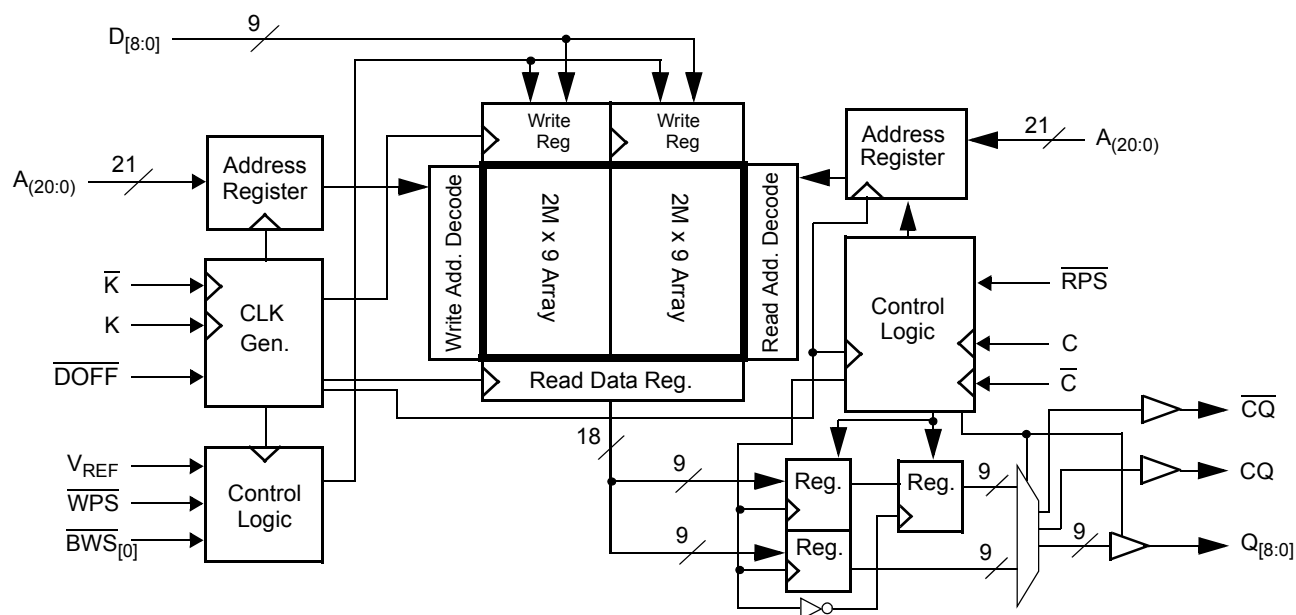 D[8:0]
9
A(20:0)
21
Address
Register
K
K
DOFF
CLK
Gen.
VREF
WPS
BWS[0]
Control
Logic
Write
Reg
Write
Reg
Write Add. Decode
2M x 9 Array
2M x 9 Array
Read Add. Decode
Read Data Reg.
Address
Register
21
A(20:0)
Control
Logic
RPS
C
C
18
9
9
Reg.
Reg.
Reg.
9
9
9
CQ
CQ
Q[8:0]